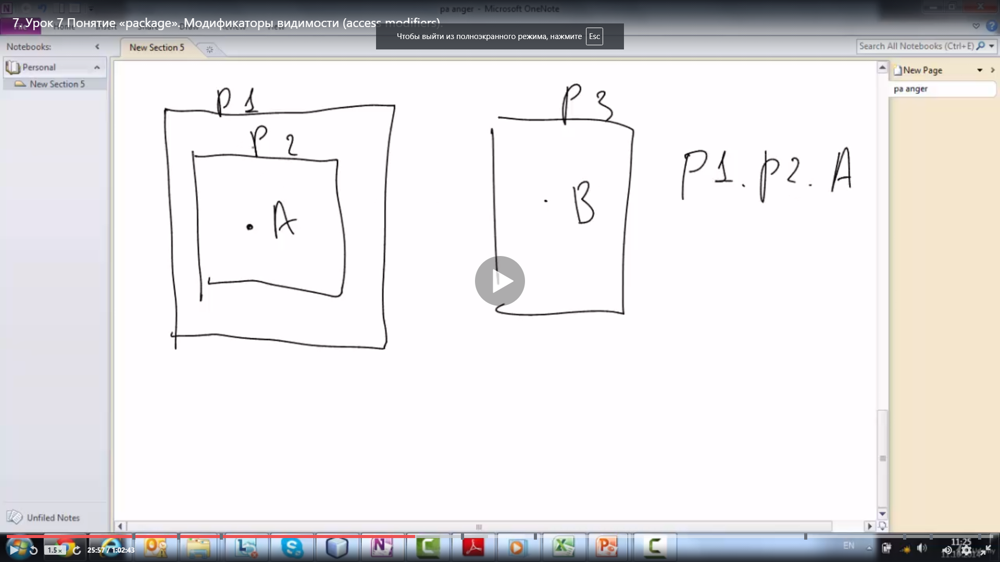 pa anger - Microsoft OneNote
7. Урок 7 Понятие «package». Модификаторы видимости (access modifiers).
Чтобы выйти из полноэкранного режима, нажмите Esc
Notebooks:
New Section 5
Search All Notebooks (Ctrl+E)
Personal
New Section 5
New Page
pa anger
P 1
P 2
A
P 3
B
P1.p2.A
Unfiled Notes
1.5×
25:57 / 1:02:43
EN
11:25